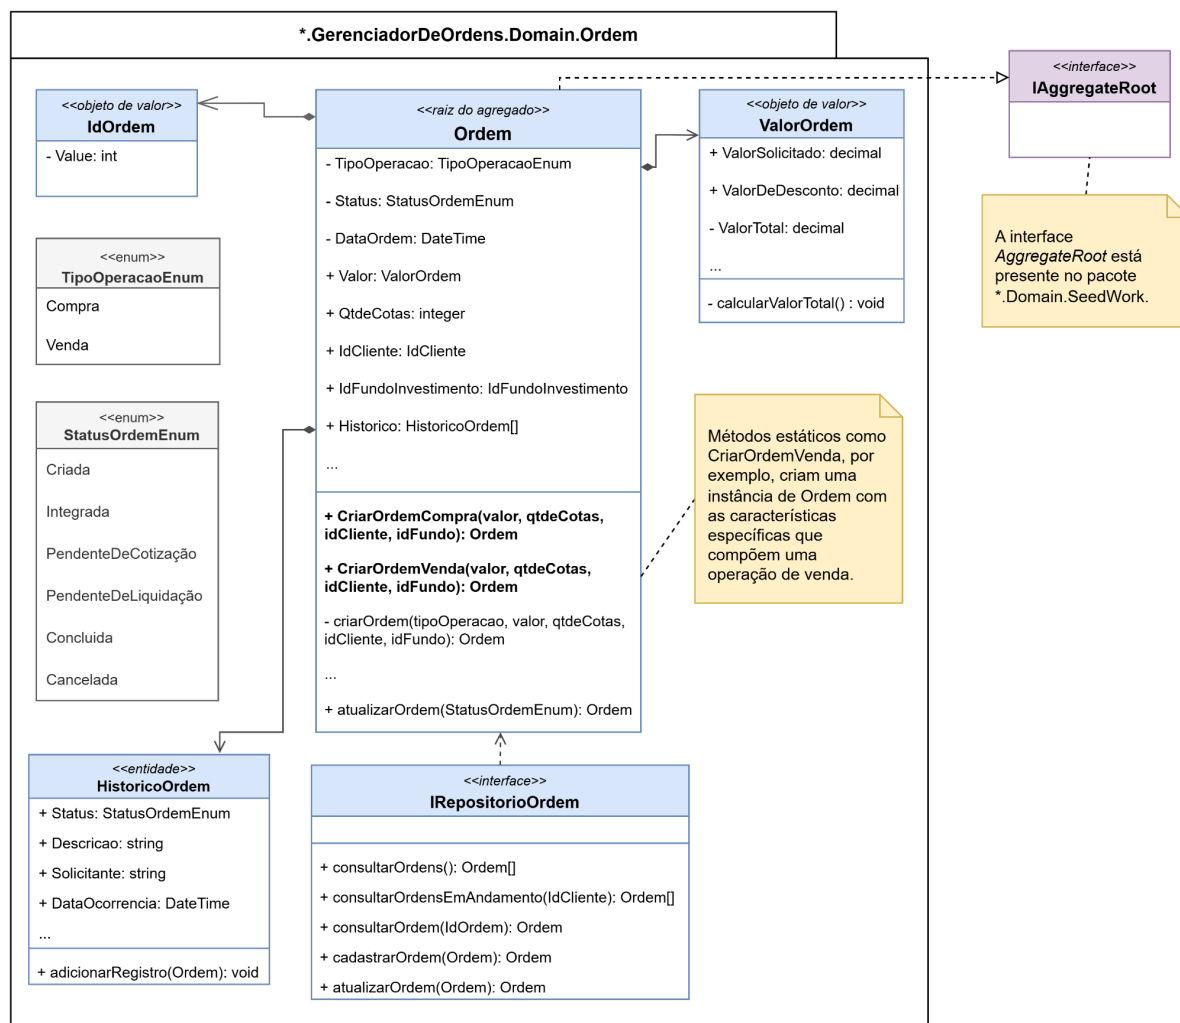 *.GerenciadorDeOrdens.Domain.Ordem
<<interface>>
IAggregateRoot
<<objeto de valor>>
IdOrdem
- Value: int
<<raiz do agregado>>
Ordem
- TipoOperacao: TipoOperacaoEnum
- Status: StatusOrdemEnum
- DataOrdem: DateTime
+ Valor: ValorOrdem
+ QtdeCotas: integer
+ IdCliente: IdCliente
+ IdFundoInvestimento: IdFundoInvestimento
+ Historico: HistoricoOrdem[]
...
+ CriarOrdemCompra(valor, qtdeCotas,
idCliente, idFundo): Ordem
+ CriarOrdemVenda(valor, qtdeCotas,
idCliente, idFundo): Ordem
- criarOrdem(tipoOperacao, valor, qtdeCotas,
idCliente, idFundo): Ordem
...
+ atualizarOrdem(StatusOrdemEnum): Ordem
<<objeto de valor>>
ValorOrdem
+ ValorSolicitado: decimal
+ ValorDeDesconto: decimal
- ValorTotal: decimal
...
- calcularValorTotal() : void
A interface
AggregateRoot está
presente no pacote
*.Domain.SeedWork.
<<enum>>
TipoOperacaoEnum
Compra
Venda
<<enum>>
StatusOrdemEnum
Criada
Integrada
PendenteDeCotização
PendenteDeLiquidação
Concluida
Cancelada
Métodos estáticos como
CriarOrdemVenda, por
exemplo, criam uma
instância de Ordem com
as características
específicas que
compõem uma
operação de venda.
<<entidade>>
HistoricoOrdem
+ Status: StatusOrdemEnum
+ Descricao: string
+ Solicitante: string
+ DataOcorrencia: DateTime
...
+ adicionarRegistro(Ordem): void
<<interface>>
IRepositorioOrdem
+ consultarOrdens(): Ordem[]
+ consultarOrdensEmAndamento(IdCliente): Ordem[]
+ consultarOrdem(IdOrdem): Ordem
+ cadastrarOrdem(Ordem): Ordem
+ atualizarOrdem(Ordem): Ordem